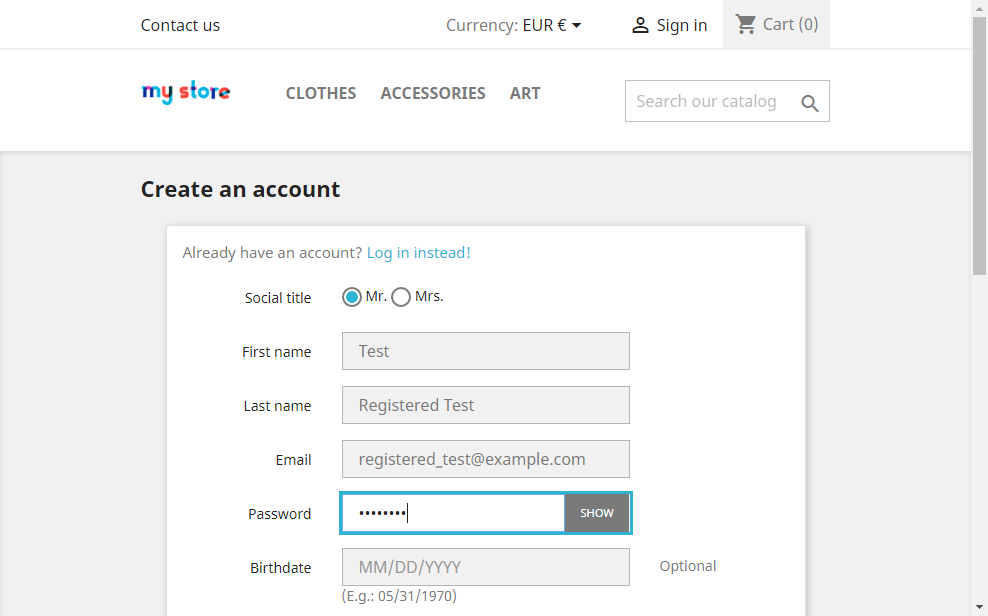 Contact us
Currency: EUR €
Sign in
Cart (0)
my store
CLOTHES
ACCESSORIES
ART
Search our catalog
Create an account
Already have an account? Log in instead!
Social title
Mr.
Mrs.
First name
Test
Last name
Registered Test
Email
registered_test@example.com
Password
••••••••
SHOW
Birthdate
MM/DD/YYYY
Optional
(E.g.: 05/31/1970)